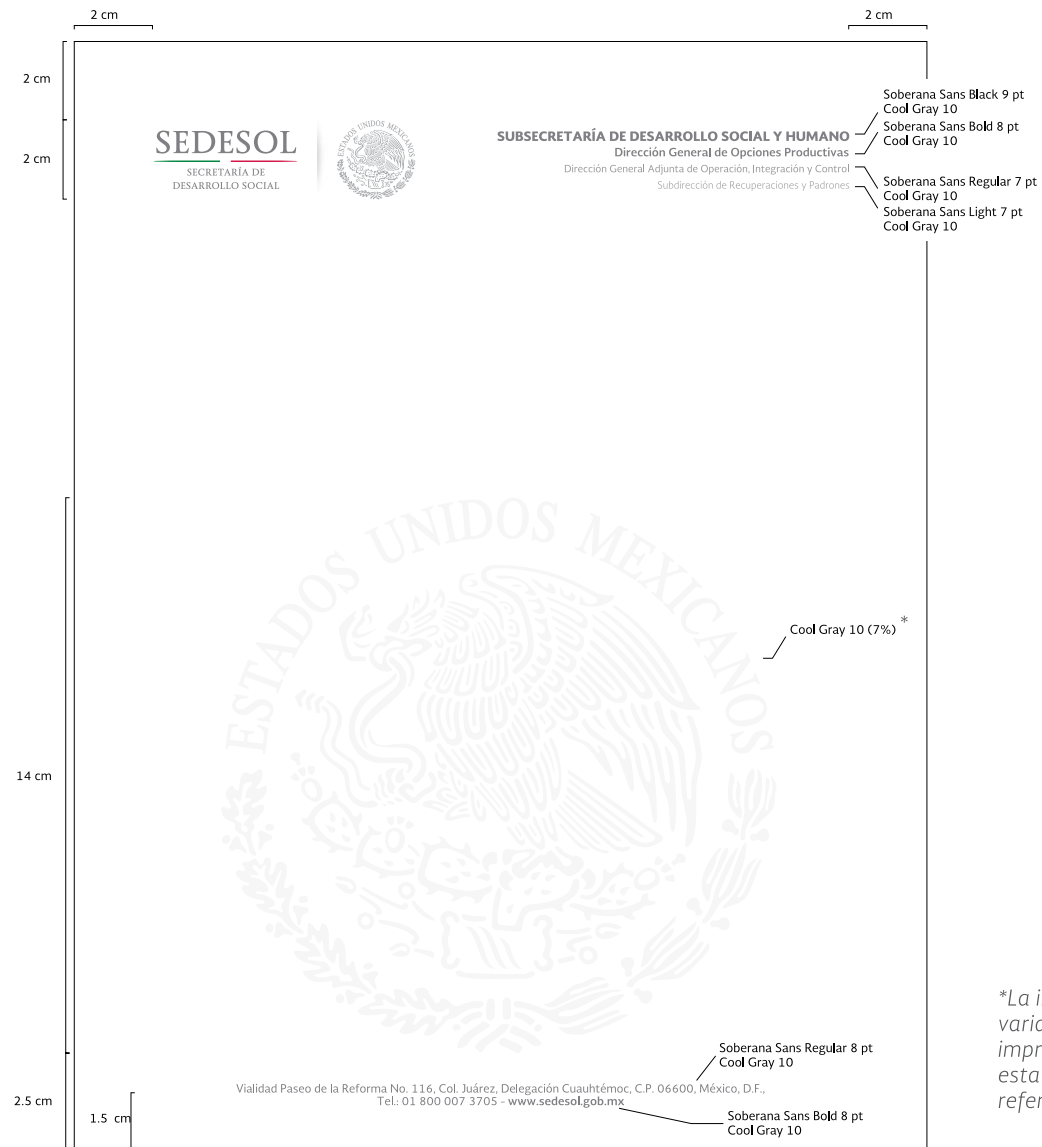 2 cm
2 cm
2 cm
2 cm
SEDESOL
SECRETARÍA DE
DESARROLLO SOCIAL
ESTADOS UNIDOS MEXICANOS
SUBSECRETARÍA DE DESARROLLO SOCIAL Y HUMANO
Dirección General de Opciones Productivas
Dirección General Adjunta de Operación, Integración y Control
Subdirección de Recuperaciones y Padrones
Soberana Sans Black 9 pt
Cool Gray 10
Soberana Sans Bold 8 pt
Cool Gray 10
Soberana Sans Regular 7 pt
Cool Gray 10
Soberana Sans Light 7 pt
Cool Gray 10
ESTADOS UNIDOS MEXICANOS
Cool Gray 10 (7%) *
14 cm
*La i
varia
impr
esta
refer
Soberana Sans Regular 8 pt
Cool Gray 10
Vialidad Paseo de la Reforma No. 116, Col. Juárez, Delegación Cuauhtémoc, C.P. 06600, México, D.F.,
Tel.: 01 800 007 3705 - www.sedesol.gob.mx
2.5 cm
1.5 cm
Soberana Sans Bold 8 pt
Cool Gray 10